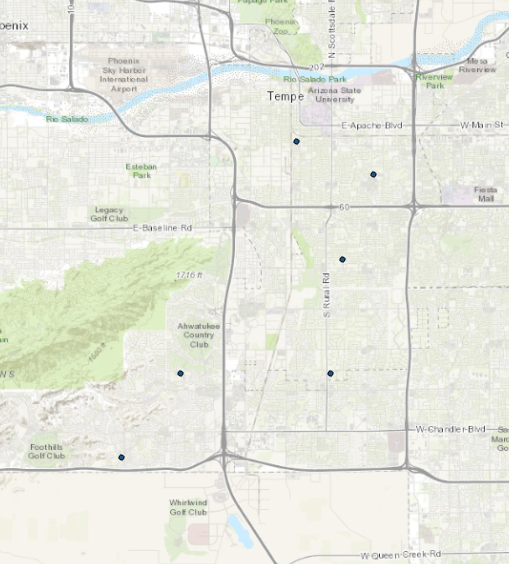 Papago Park
oenix
Phoenix
Zoo
N Scottsdale R
Phoenix
Sky Harbor
International
Airport
202
Mesa
Riverview
Rio Salado Park
Riverview
Park
Tempe
Arizona State
University
Rio Salado
E Apache Blvd
W Main St
Esteban
Park
Fiesta
Mall
Legacy
Golf Club
60
E Baseline Rd
1716 ft
S Rural Rd
Ahwatukee
Country
Club
N S
W Chandler Blvd
Foothills
Golf Club
Whirlwind
Golf Club
W Queen Creek Rd